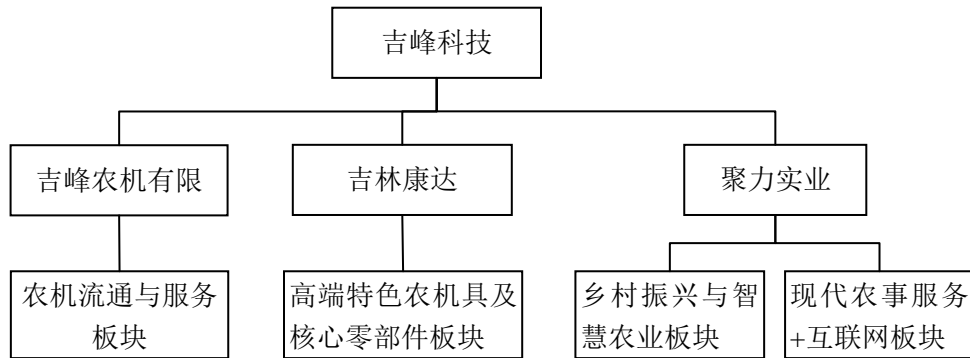 吉峰科技
吉峰农机有限
吉林康达
聚力实业
农机流通与服务
板块
高端特色农机具及
核心零部件板块
乡村振兴与智
慧农业板块
现代农事服务
+互联网板块